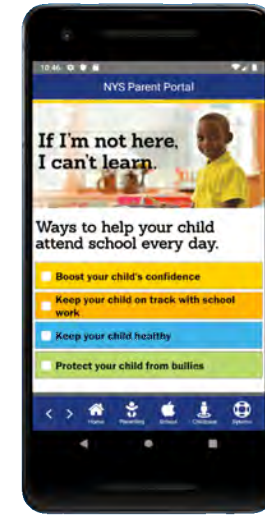 10:46
NYS Parent Portal
If I'm not here,
I can't learn.
Ways to help your child
attend school every day.
Boost your child's confidence
Keep your child on track with school
work
Keep your child healthy
Protect your child from bullies
Home
Parenting
School